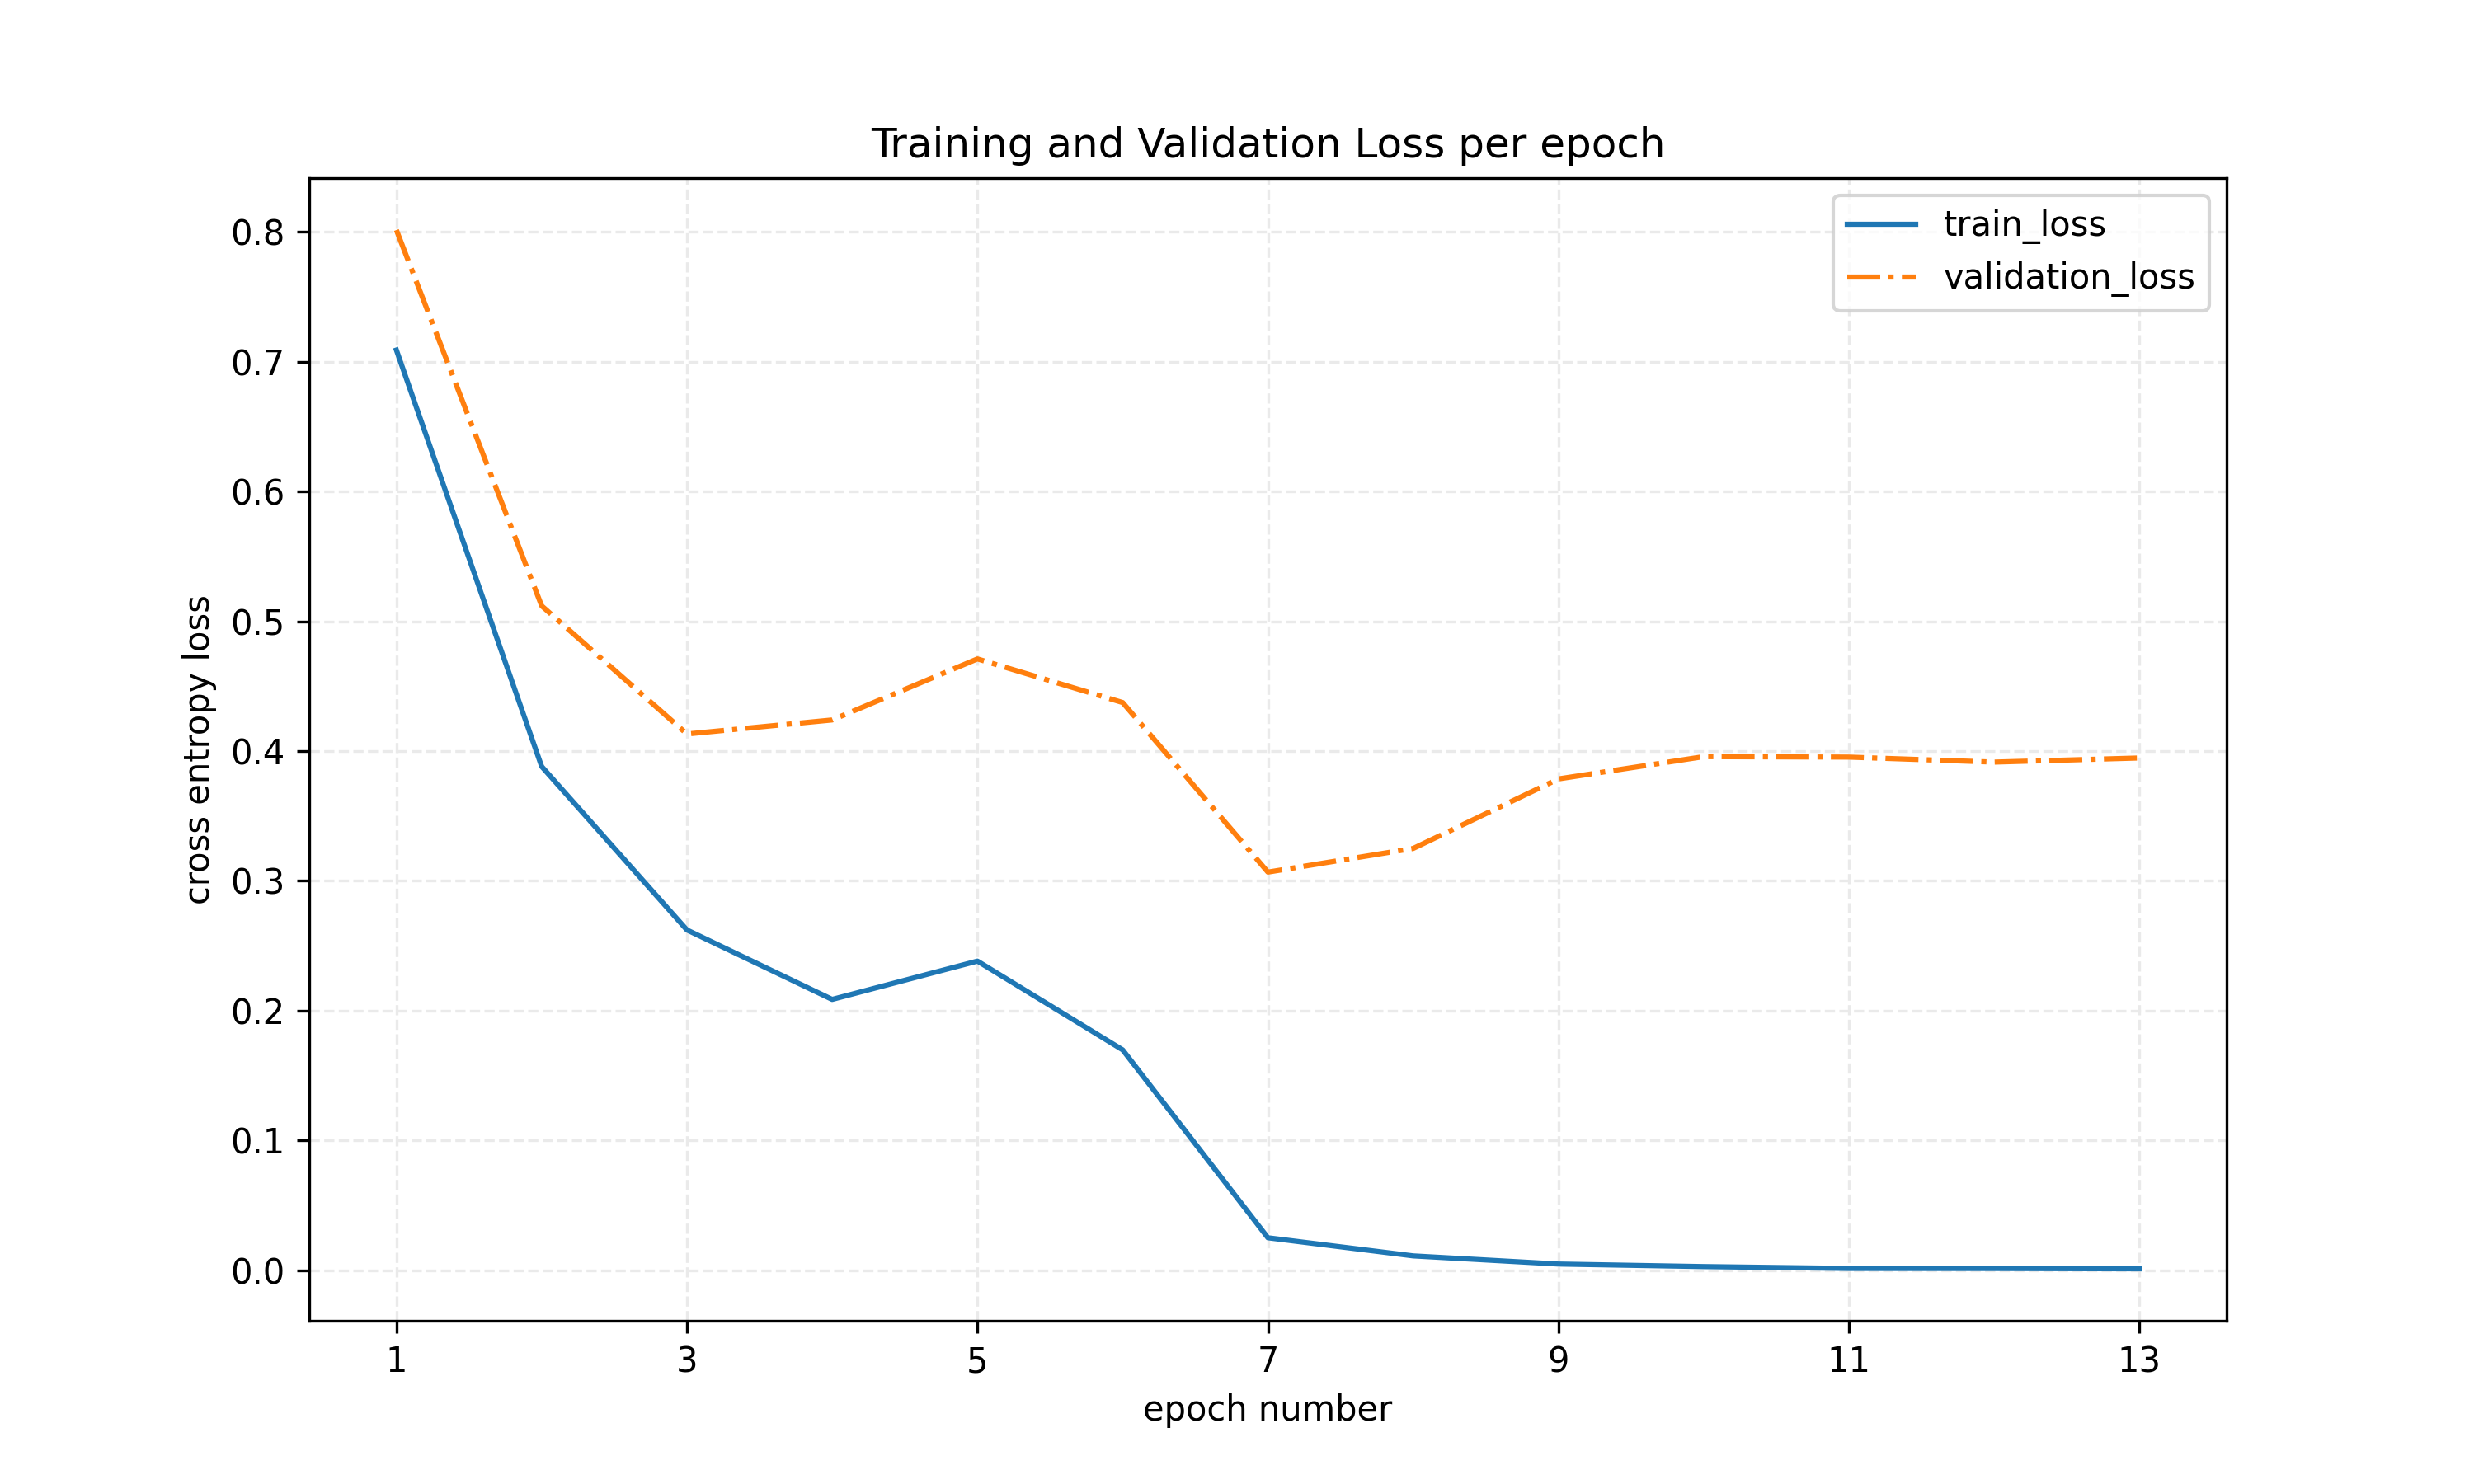 Training and Validation Loss per epoch
train_loss
validation_loss
cross entropy loss
0.8
0.7
0.6
0.5
0.4
0.3
0.2
0.1
0.0
1 3 5 7 9 11 13
epoch number